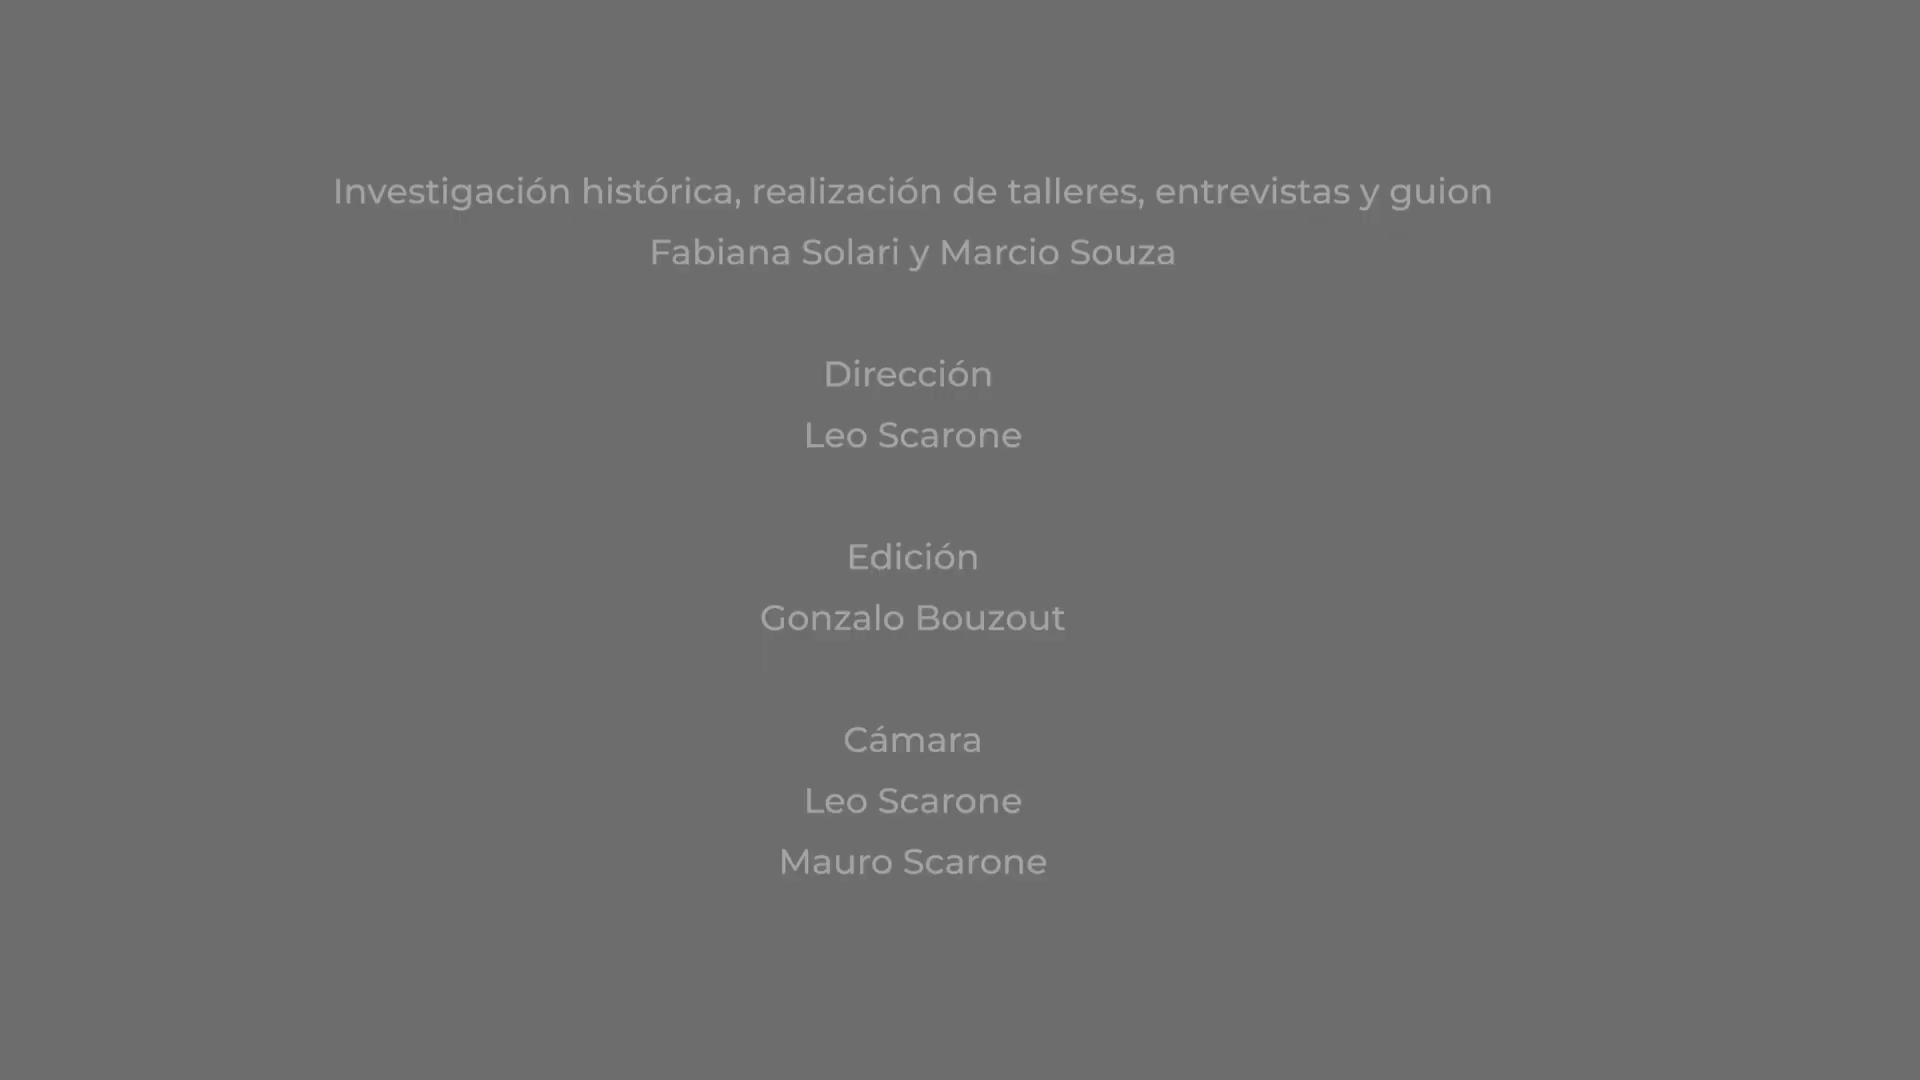 Investigación histórica, realización de talleres, entrevistas y guion
Fabiana Solari y Marcio Souza
Dirección
Leo Scarone
Edición
Gonzalo Bouzout
Cámara
Leo Scarone
Mauro Scarone